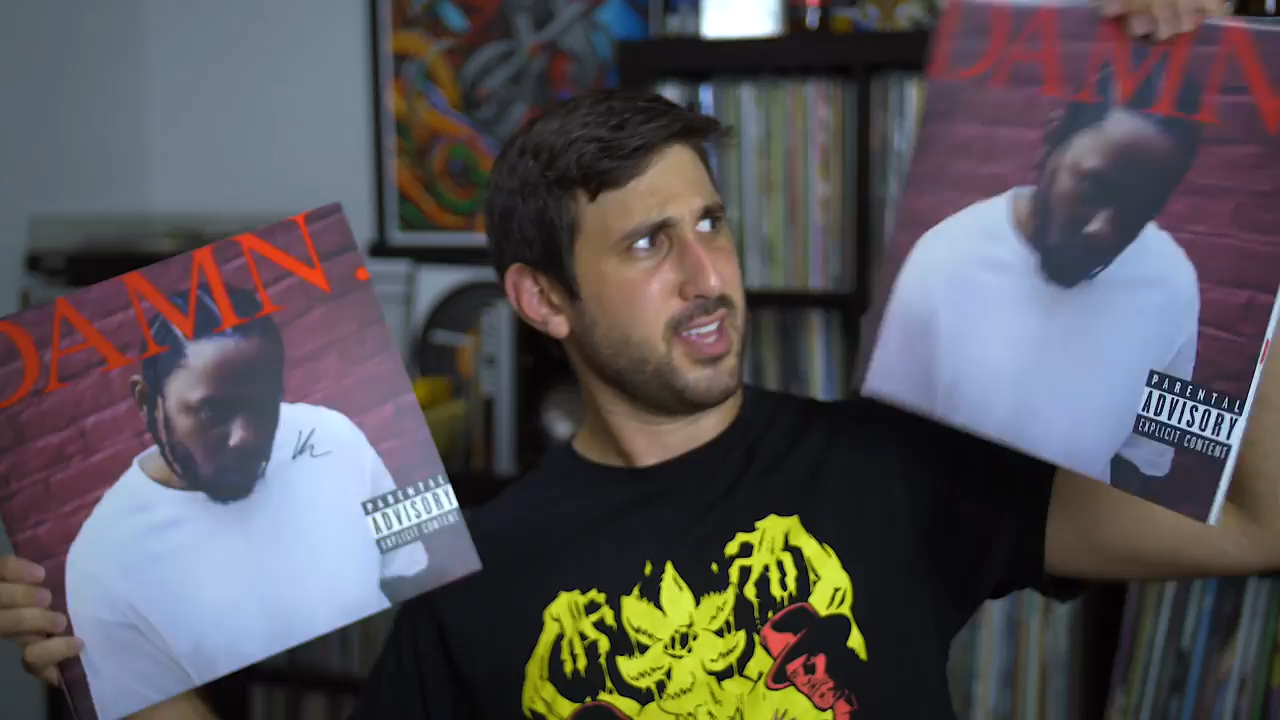 DAMN.
PARENTAL
ADVISORY
EXPLICIT CONTENT
DAMN
PARENTAL
ADVISORY
EXPLICIT CONTENT